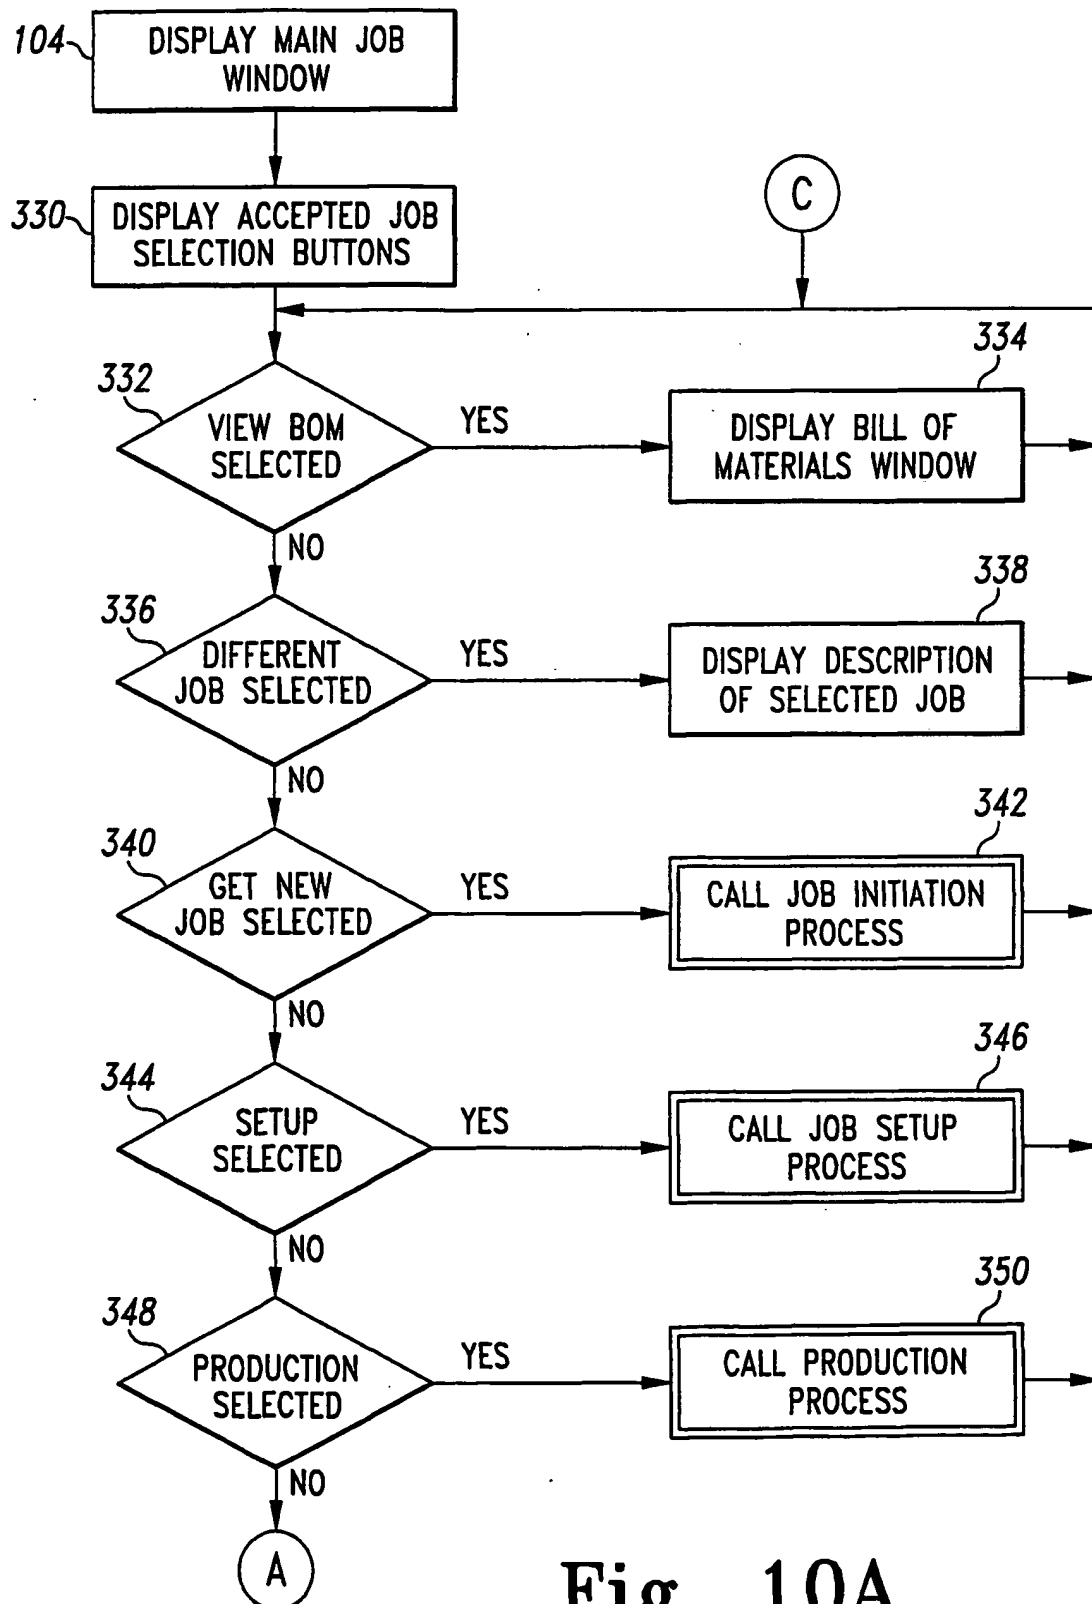 104
DISPLAY MAIN JOB
WINDOW
330
DISPLAY ACCEPTED JOB
SELECTION BUTTONS
C
332
VIEW BOM
SELECTED
YES
NO
334
DISPLAY BILL OF
MATERIALS WINDOW
336
DIFFERENT
JOB SELECTED
YES
NO
338
DISPLAY DESCRIPTION
OF SELECTED JOB
340
GET NEW
JOB SELECTED
YES
NO
342
CALL JOB INITIATION
PROCESS
344
SETUP
SELECTED
YES
NO
346
CALL JOB SETUP
PROCESS
348
PRODUCTION
SELECTED
YES
NO
350
CALL PRODUCTION
PROCESS
A
Fig. 10A